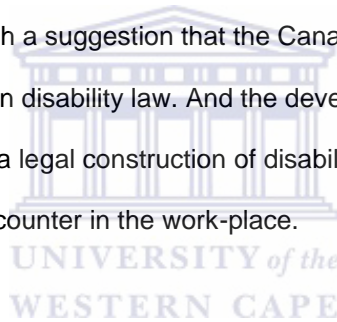 h a suggestion that the Cana
n disability law. And the deve
a legal construction of disabil
counter in the work-place.
UNIVERSITY of the
WESTERN CAPE